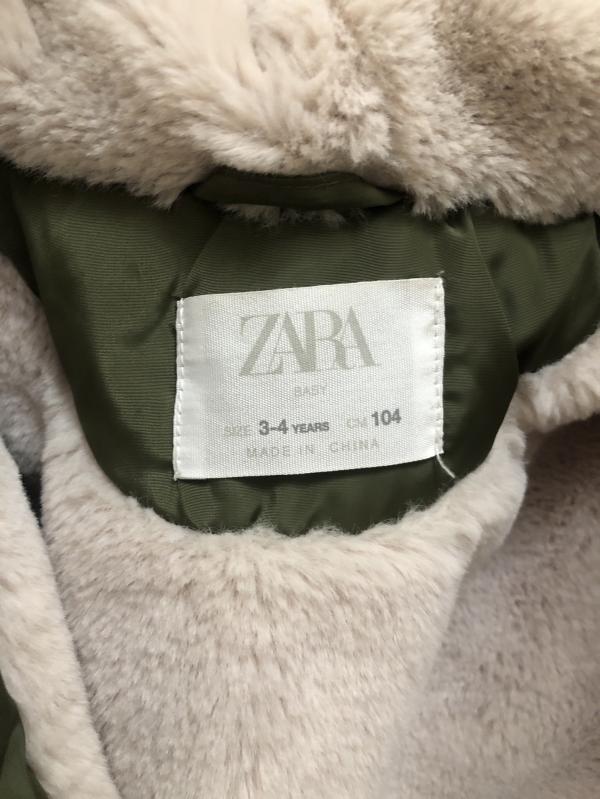 ZARA
BABY
SIZE 3-4 YEARS CM 104
MADE IN CHINA